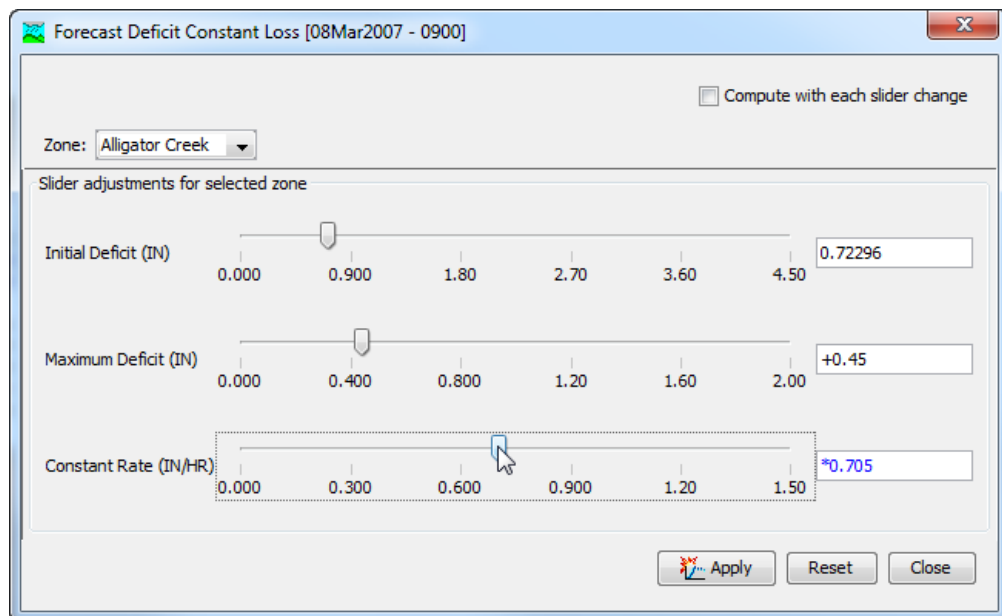 Forecast Deficit Constant Loss [08Mar2007 - 0900]
Compute with each slider change
Zone: Alligator Creek
Slider adjustments for selected zone
Initial Deficit (IN)
0.000 0.900 1.80 2.70 3.60 4.50
0.72296
Maximum Deficit (IN)
0.000 0.400 0.800 1.20 1.60 2.00
+0.45
Constant Rate (IN/HR)
0.000 0.300 0.600 0.900 1.20 1.50
*0.705
Apply Reset Close